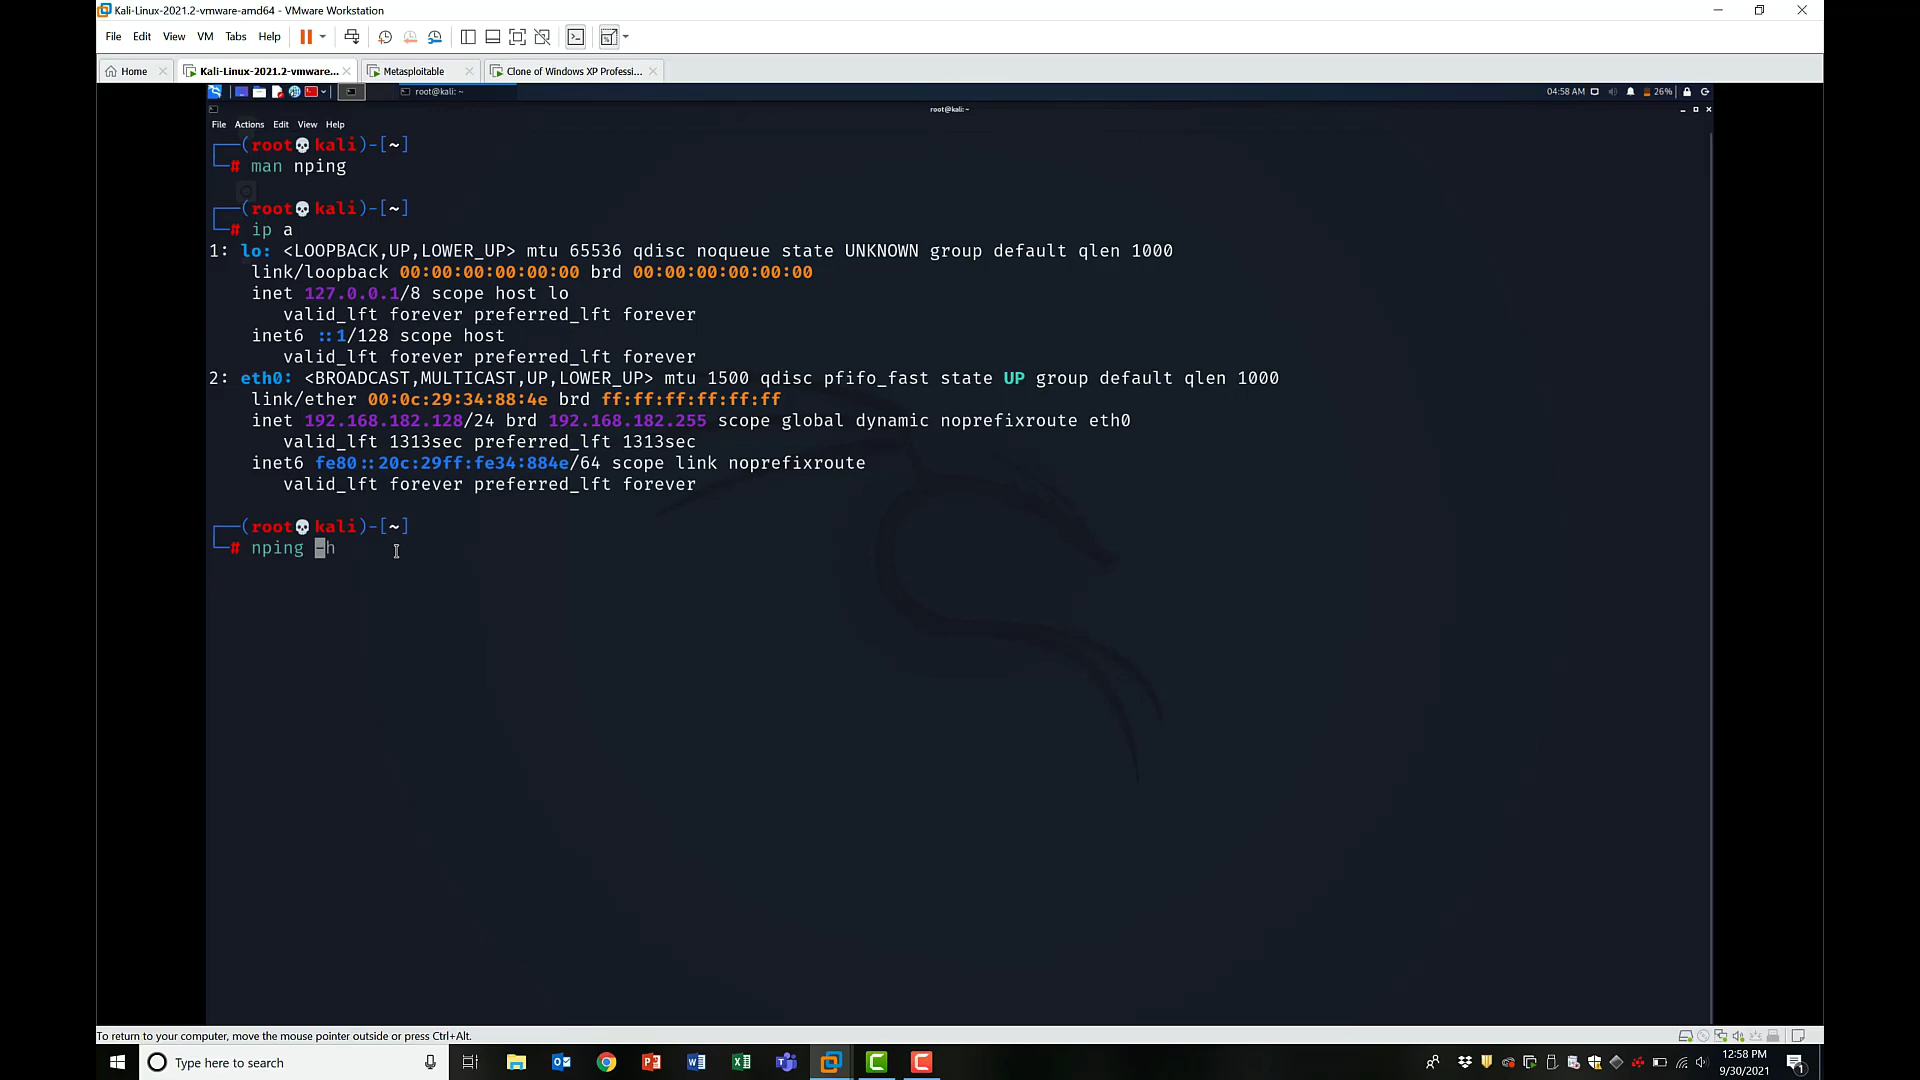 Kali-Linux-2021.2-vmware-amd64 - VMware Workstation
File Edit View VM Tabs Help
Home Kali-Linux-2021.2-vmware... Metasploitable Clone of Windows XP Professi...
root@kali: ~ 04:58 AM 26%
root@kali: ~
File Actions Edit View Help
┌──(root💀kali)-[~]
└─# man nping
┌──(root💀kali)-[~]
└─# ip a
1: lo: <LOOPBACK,UP,LOWER_UP> mtu 65536 qdisc noqueue state UNKNOWN group default qlen 1000
link/loopback 00:00:00:00:00:00 brd 00:00:00:00:00:00
inet 127.0.0.1/8 scope host lo
valid_lft forever preferred_lft forever
inet6 ::1/128 scope host
valid_lft forever preferred_lft forever
2: eth0: <BROADCAST,MULTICAST,UP,LOWER_UP> mtu 1500 qdisc pfifo_fast state UP group default qlen 1000
link/ether 00:0c:29:34:88:4e brd ff:ff:ff:ff:ff:ff
inet 192.168.182.128/24 brd 192.168.182.255 scope global dynamic noprefixroute eth0
valid_lft 1313sec preferred_lft 1313sec
inet6 fe80::20c:29ff:fe34:884e/64 scope link noprefixroute
valid_lft forever preferred_lft forever
┌──(root💀kali)-[~]
└─# nping -h
To return to your computer, move the mouse pointer outside or press Ctrl+Alt.
Type here to search
12:58 PM
9/30/2021
1